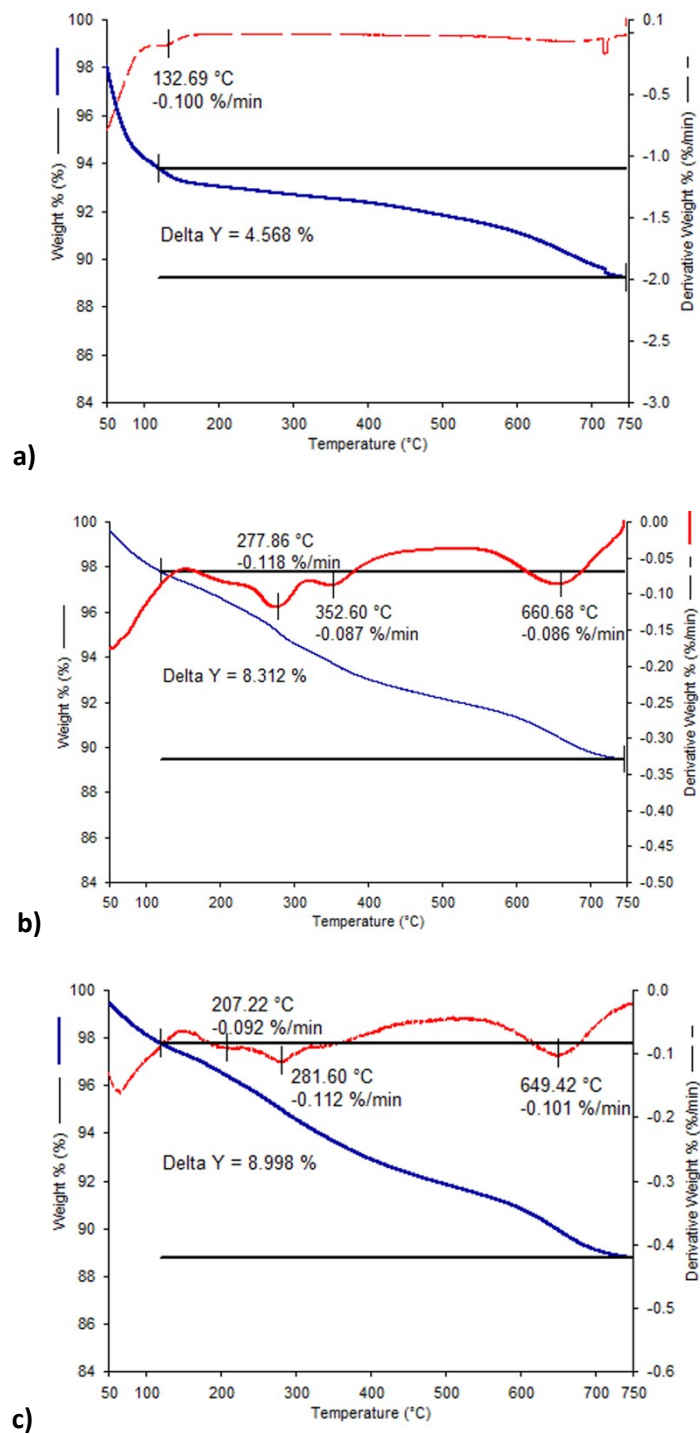 100
98
96
94
92
90
88
86
84
Weight % (%)
0.1
0.0
-0.5
-1.0
-1.5
-2.0
-2.5
-3.0
Derivative Weight % (%/min)
132.69 °C
-0.100 %/min
Delta Y = 4.568 %
50 100 200 300 400 500 600 700 750
Temperature (°C)
a)
100
98
96
94
92
90
88
86
84
Weight % (%)
0.00
-0.05
-0.10
-0.15
-0.20
-0.25
-0.30
-0.35
-0.40
-0.45
-0.50
Derivative Weight % (%/min)
277.86 °C
-0.118 %/min
352.60 °C
-0.087 %/min
660.68 °C
-0.086 %/min
Delta Y = 8.312 %
50 100 200 300 400 500 600 700 750
Temperature (°C)
b)
100
98
96
94
92
90
88
86
84
Weight % (%)
0.0
-0.1
-0.2
-0.3
-0.4
-0.5
-0.6
Derivative Weight % (%/min)
207.22 °C
-0.092 %/min
281.60 °C
-0.112 %/min
649.42 °C
-0.101 %/min
Delta Y = 8.998 %
50 100 200 300 400 500 600 700 750
Temperature (°C)
c)